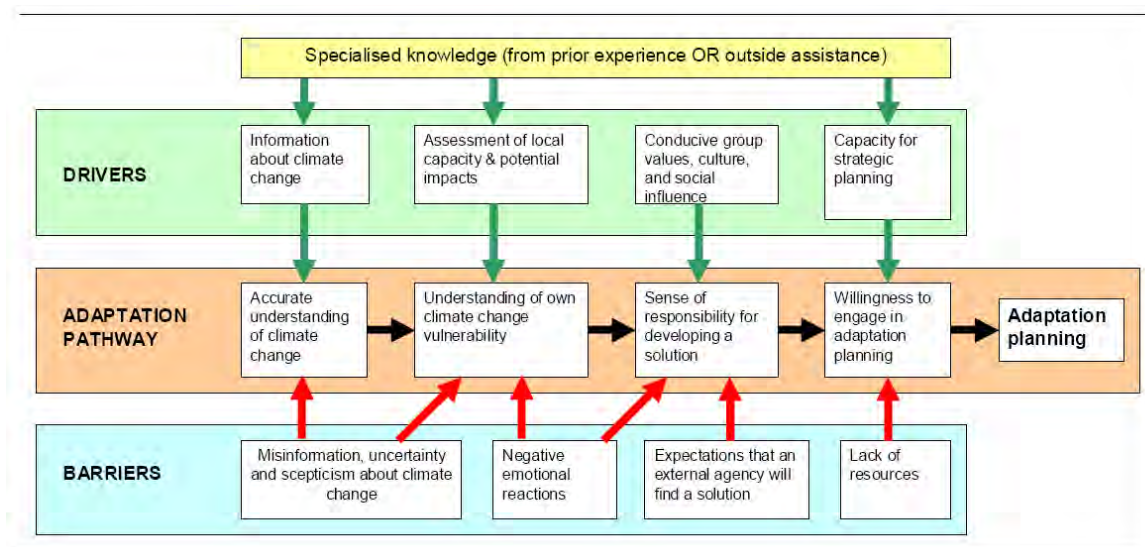 Specialised knowledge (from prior experience OR outside assistance)
DRIVERS
Information
about climate
change
Assessment of local
capacity & potential
impacts
Conducive group
values, culture,
and social
influence
Capacity for
strategic
planning
ADAPTATION
PATHWAY
Accurate
understanding
of climate
change
Understanding of own
climate change
vulnerability
Sense of
responsibility for
developing a
solution
Willingness to
engage in
adaptation
planning
Adaptation
planning
BARRIERS
Misinfomation, uncertainty
and scepticism about climate
change
Negative
emotional
reactions
Expectations that an
external agency will
find a solution
Lack of
resources